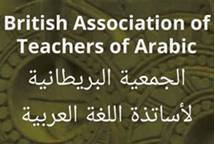 British Association of
Teachers of Arabic
الجمعية البريطانية
لأساتذة اللغة العربية